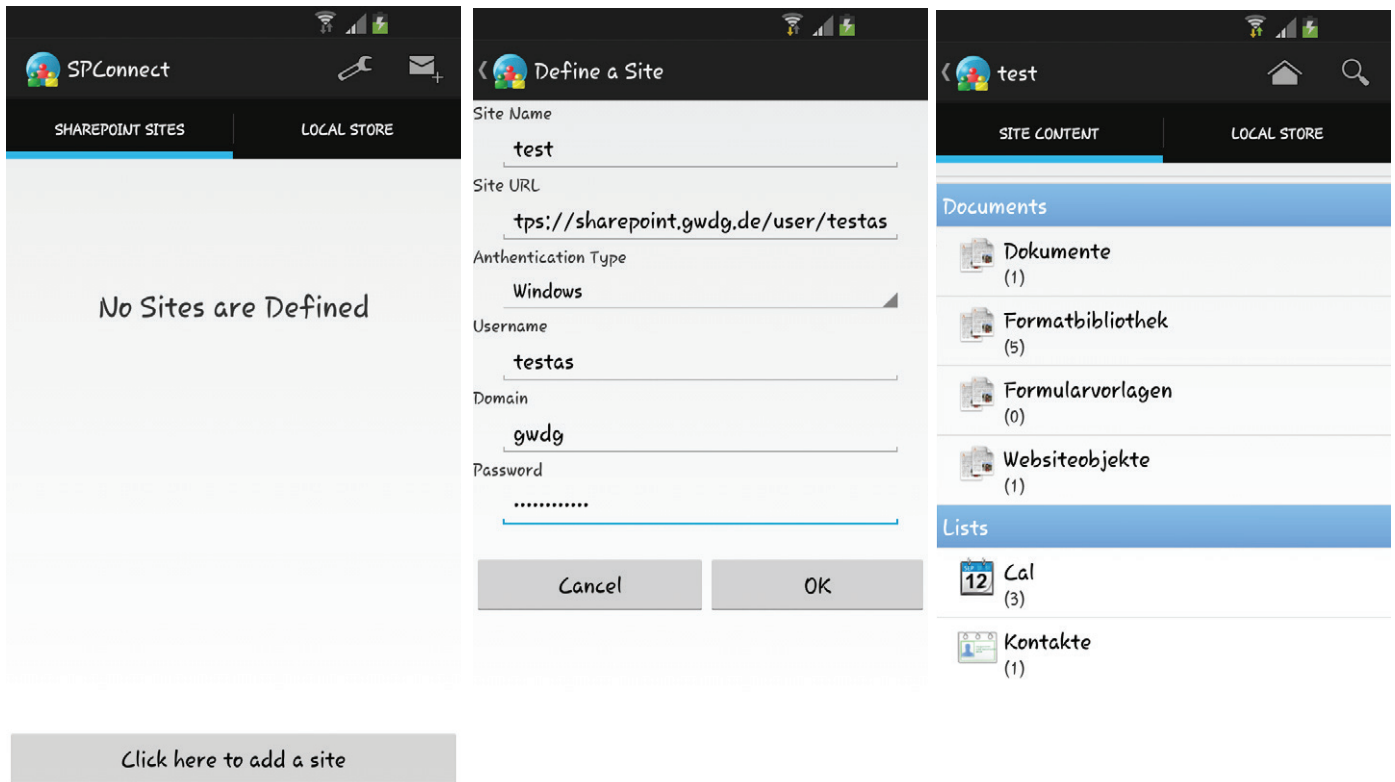 SPConnect
SHAREPOINT SITES
LOCAL STORE
No Sites are Defined
Click here to add a site
Define a Site
Site Name
test
Site URL
tps://sharepoint.gwdg.de/user/testas
Anthentication Type
Windows
Username
testas
Domain
gwdg
Password
............
Cancel
OK
test
SITE CONTENT
LOCAL STORE
Documents
Dokumente
(1)
Formatbibliothek
(5)
Formularvorlagen
(0)
Websiteobjekte
(1)
Lists
12
Cal
(3)
Kontakte
(1)